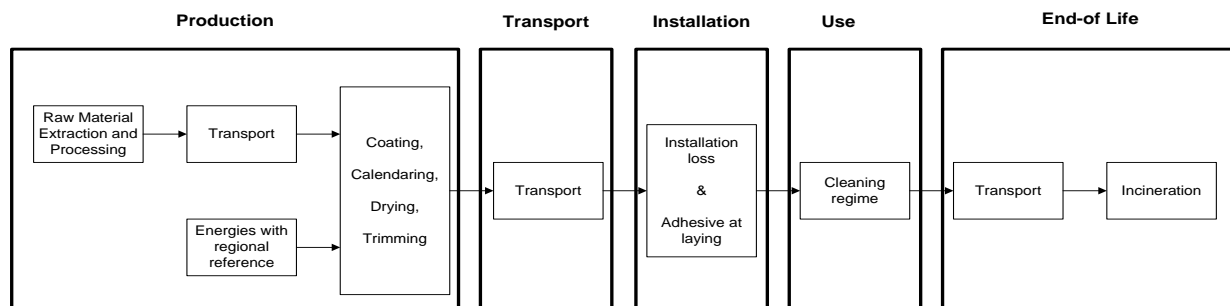 Production
Transport
Installation
Use
End-of Life
Raw Material
Extraction and
Processing
Transport
Energies with
regional
reference
Coating,
Calendaring,
Drying,
Trimming
Transport
Installation
loss
&
Adhesive at
laying
Cleaning
regime
Transport
Incineration